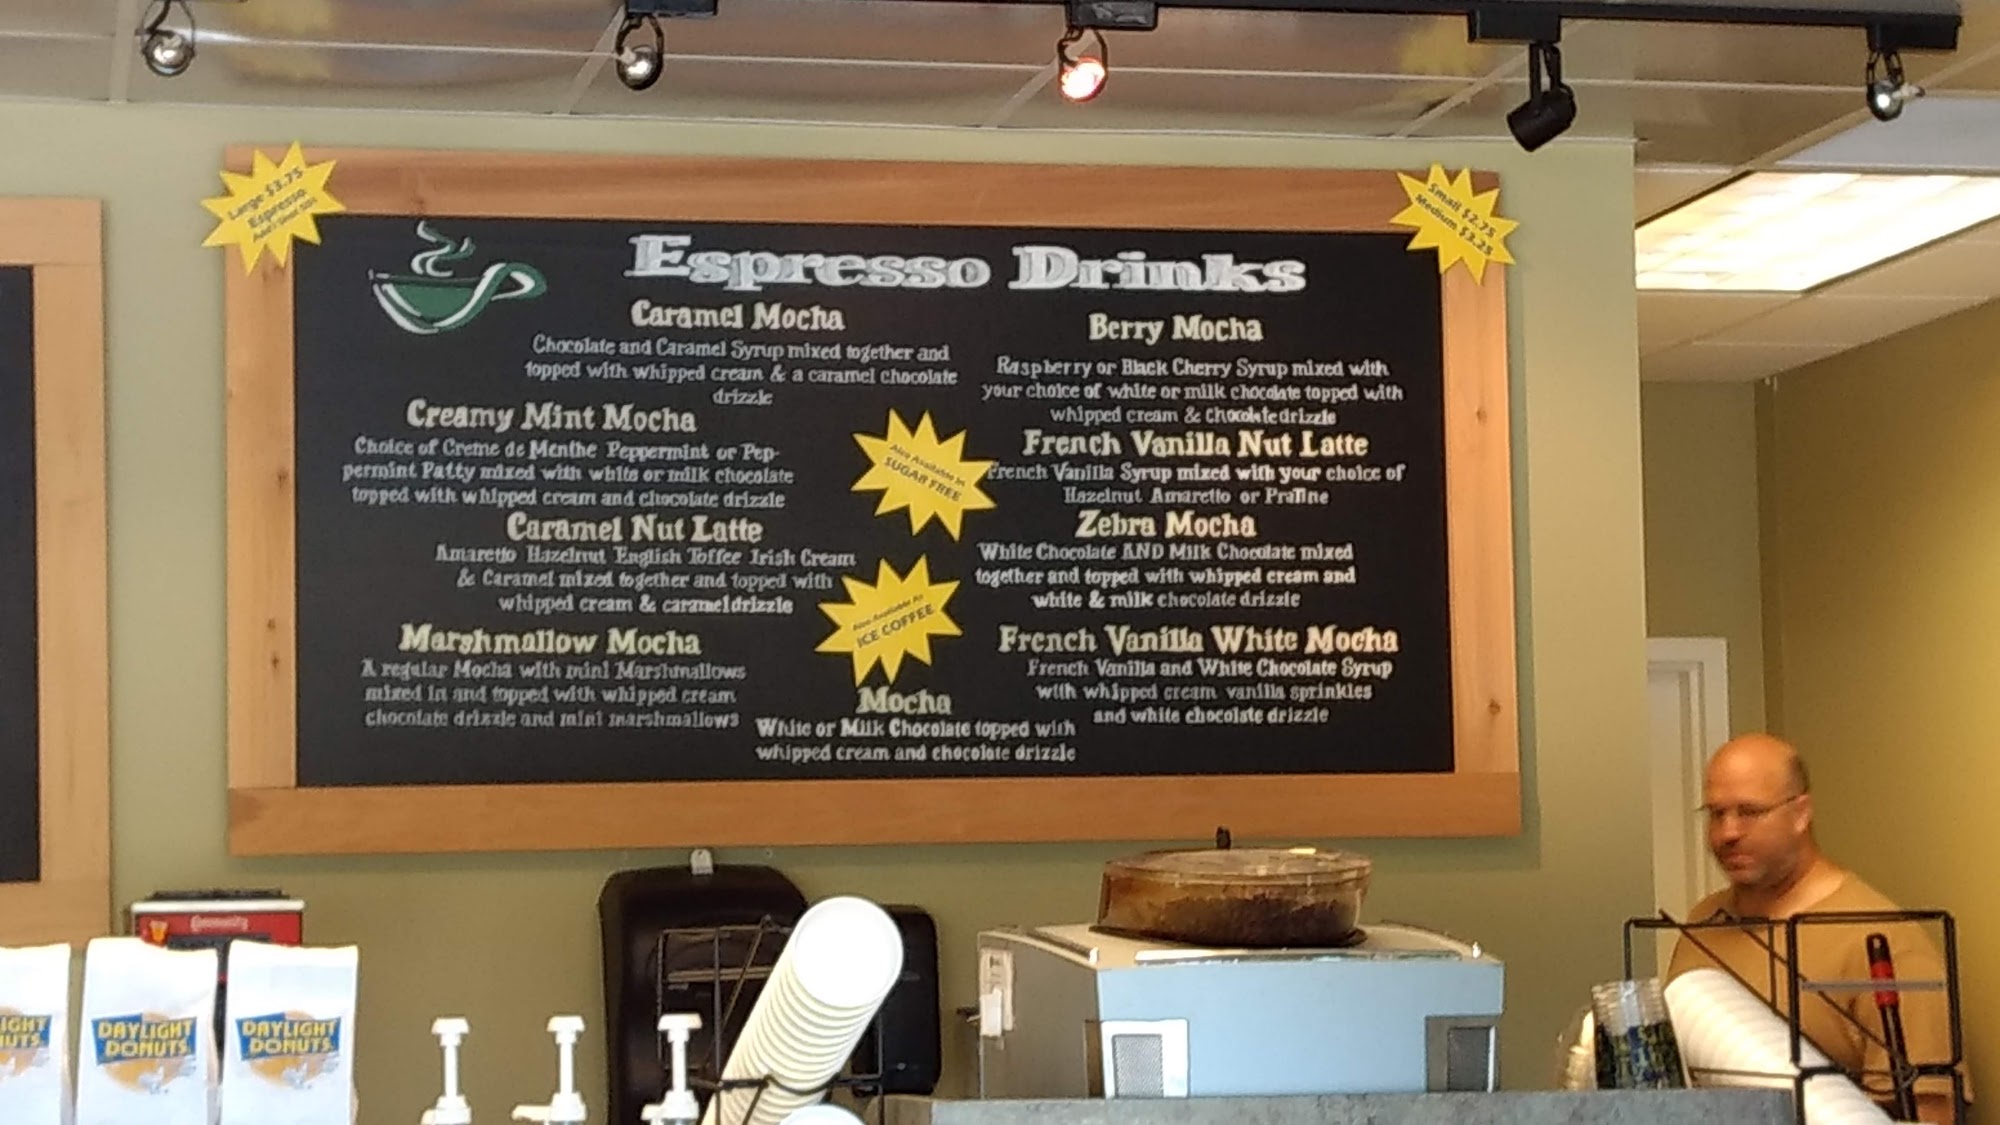 Large $3.75
Espresso
Add'l Shot 50¢
Small $2.75
Medium $3.25
Espresso Drinks
Caramel Mocha
Chocolate and Caramel Syrup mixed together and
topped with whipped cream & a caramel chocolate
drizzle
Creamy Mint Mocha
Choice of Creme de Menthe Peppermint or Pep-
permint Patty mixed with white or milk chocolate
topped with whipped cream and chocolate drizzle
Caramel Nut Latte
Amaretto Hazelnut English Toffee Irish Cream
& Caramel mixed together and topped with
whipped cream & carameldrizzle
Marshmallow Mocha
A regular Mocha with mini Marshmallows
mixed in and topped with whipped cream
chocolate drizzle and mini marshmallows
Also Available In
SUGAR FREE
Also Available As
ICE COFFEE
Mocha
White or Milk Chocolate topped with
whipped cream and chocolate drizzle
Berry Mocha
Raspberry or Black Cherry Syrup mixed with
your choice of white or milk chocolate topped with
whipped cream & chocolate drizzle
French Vanilla Nut Latte
French Vanilla Syrup mixed with your choice of
Hazelnut Amaretto or Praline
Zebra Mocha
White Chocolate AND Milk Chocolate mixed
together and topped with whipped cream and
white & milk chocolate drizzle
French Vanilla White Mocha
French Vanilla and White Chocolate Syrup
with whipped cream vanilla sprinkles
and white chocolate drizzle
Community
DAYLIGHT
DONUTS
DAYLIGHT
DONUTS